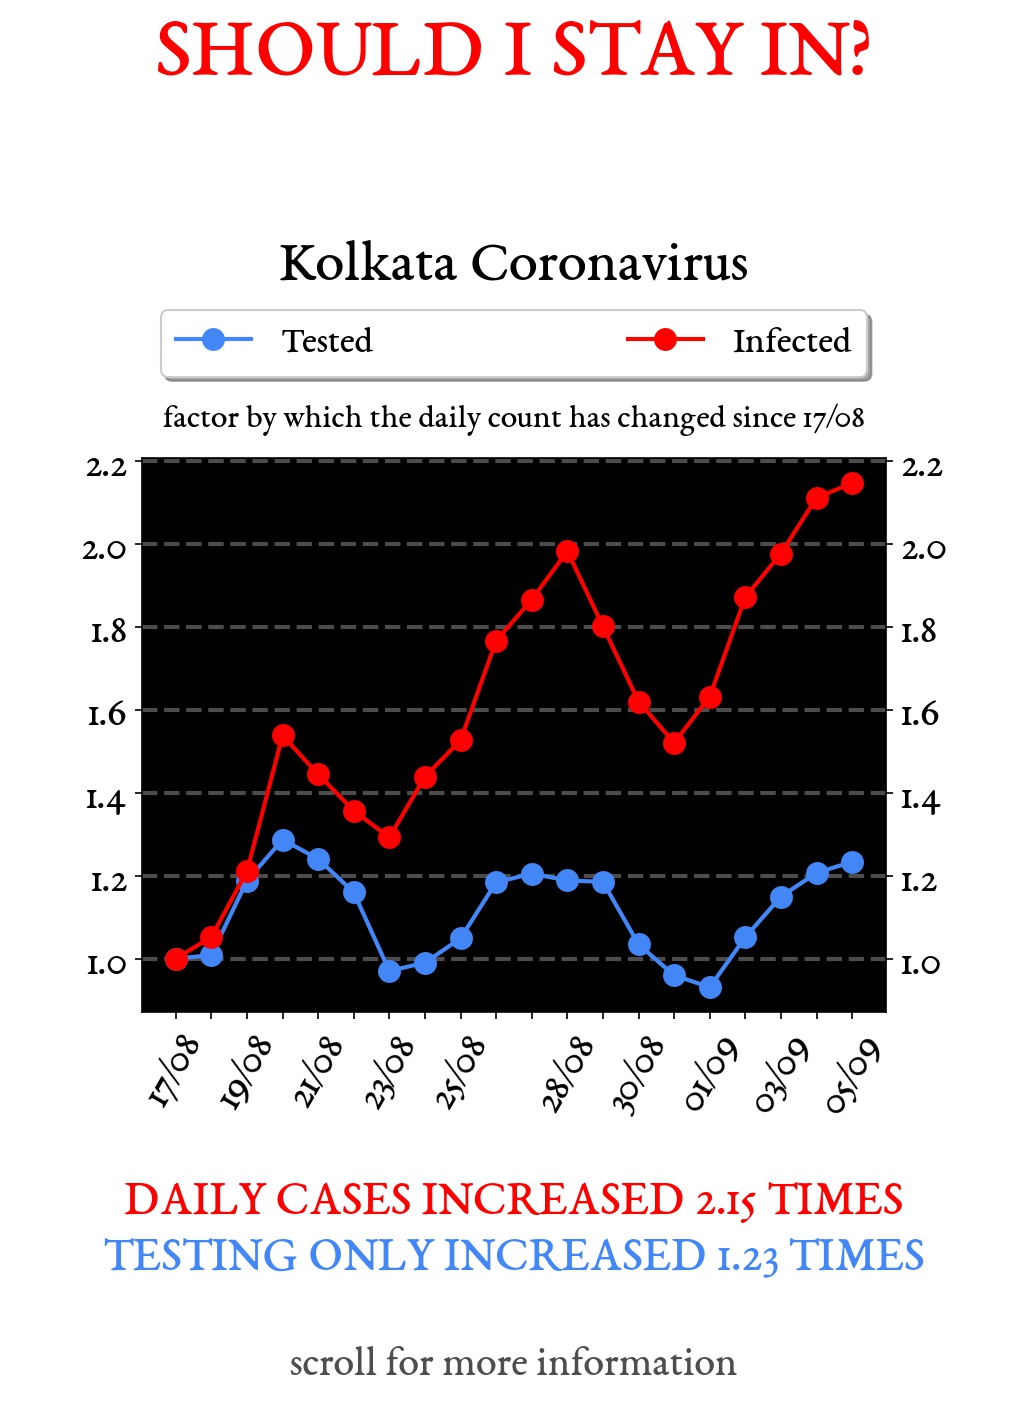 SHOULD I STAY IN?
Kolkata Coronavirus
Tested Infected
factor by which the daily count has changed since 17/08
2.2 2.2
2.0 2.0
1.8 1.8
1.6 1.6
1.4 1.4
1.2 1.2
1.0 1.0
17/08 19/08 21/08 23/08 25/08 28/08 30/08 01/09 03/09 05/09
DAILY CASES INCREASED 2.15 TIMES
TESTING ONLY INCREASED 1.23 TIMES
scroll for more information